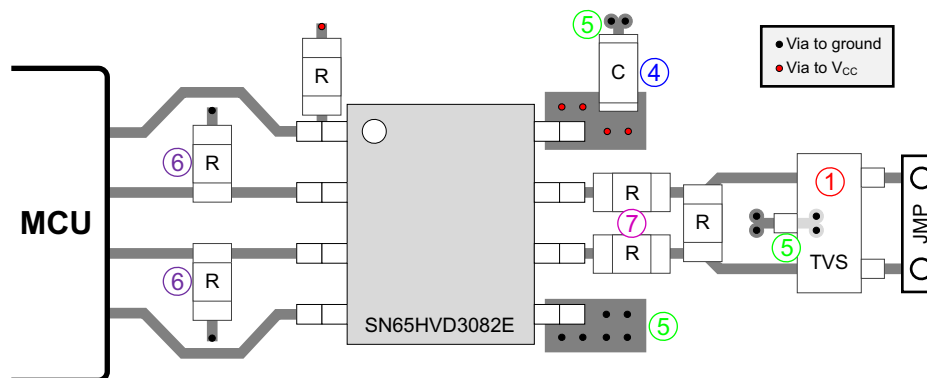 5
R
C
4
Via to ground
Via to VCC
6
R
MCU
R
7
R
R
1
JMP
5
TVS
6
R
SN65HVD3082E
5